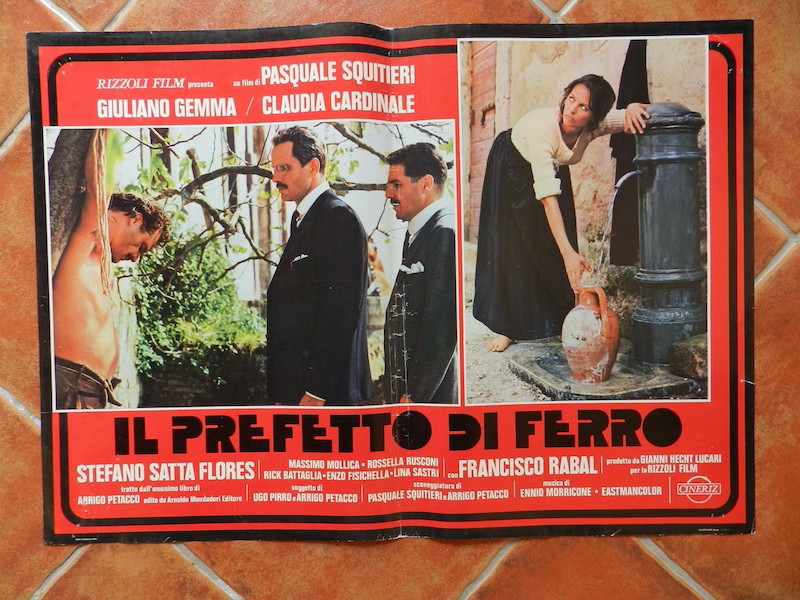 RIZZOLI FILM presenta un film di PASQUALE SQUITIERI
GIULIANO GEMMA / CLAUDIA CARDINALE
IL PREFETTO DI FERRO
STEFANO SATTA FLORES
MASSIMO MOLLICA • ROSSELLA RUSCONI
RICK BATTAGLIA • ENZO FISICHELLA • LINA SASTRI
con FRANCISCO RABAL
prodotto da GIANNI HECHT LUCARI
per la RIZZOLI FILM
tratto dall'omonimo libro di
ARRIGO PETACCO edito da Arnoldo Mondadori Editore
soggetto di
UGO PIRRO e ARRIGO PETACCO
sceneggiatura di
PASQUALE SQUITIERI e ARRIGO PETACCO
musica di
ENNIO MORRICONE • EASTMANCOLOR
CINERIZ